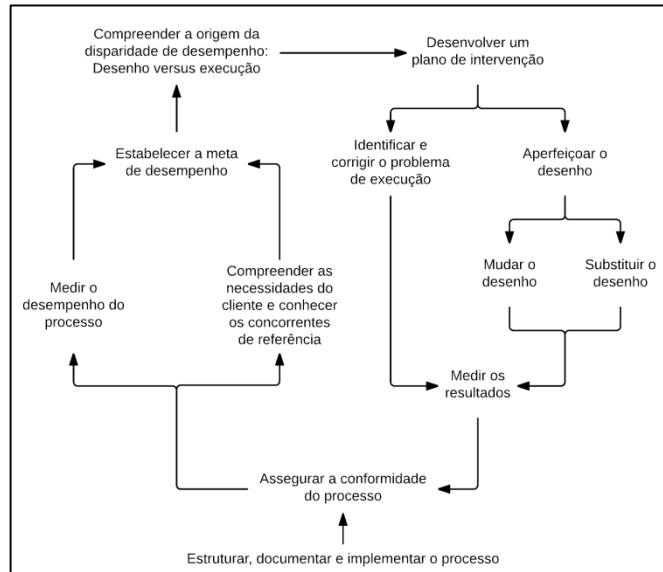 Compreender a origem da
disparidade de desempenho:
Desenho versus execução
Desenvolver um
plano de intervenção
Estabelecer a meta
de desempenho
Identificar e
corrigir o problema
de execução
Aperfeiçoar o
desenho
Medir o
desempenho do
processo
Compreender as
necessidades do
cliente e conhecer
os concorrentes
de referência
Mudar o
desenho
Substituir o
desenho
Medir os
resultados
Assegurar a conformidade
do processo
Estruturar, documentar e implementar o processo